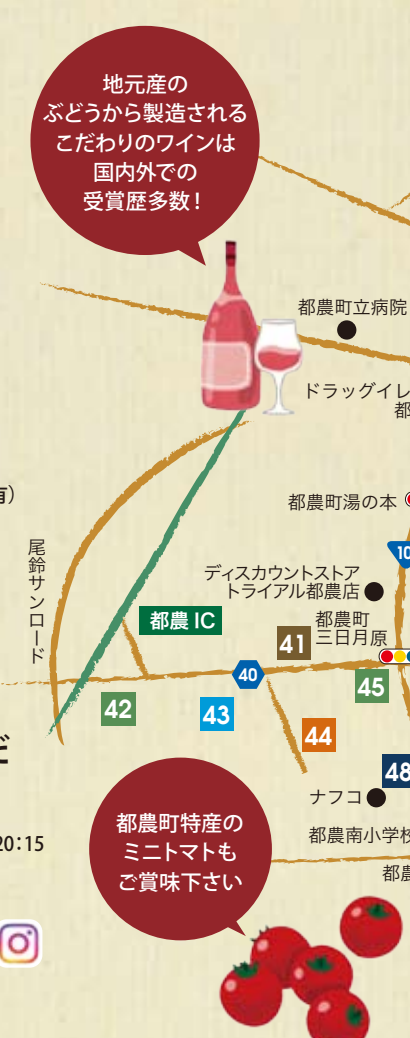 地元産の
ぶどうから製造される
こだわりのワインは
国内外での
受賞歴多数！
都農町立病院
ドラッグイレ
都
有）
都農町湯の本
尾鈴サンロード
10
ディスカウントストア
トライアル都農店
都農 IC
都農町
三日月原
41
40
45
42
43
44
だ
48
ナフコ
都農町特産の
ミニトマトも
ご賞味下さい
20：15
都農南小学校
都農